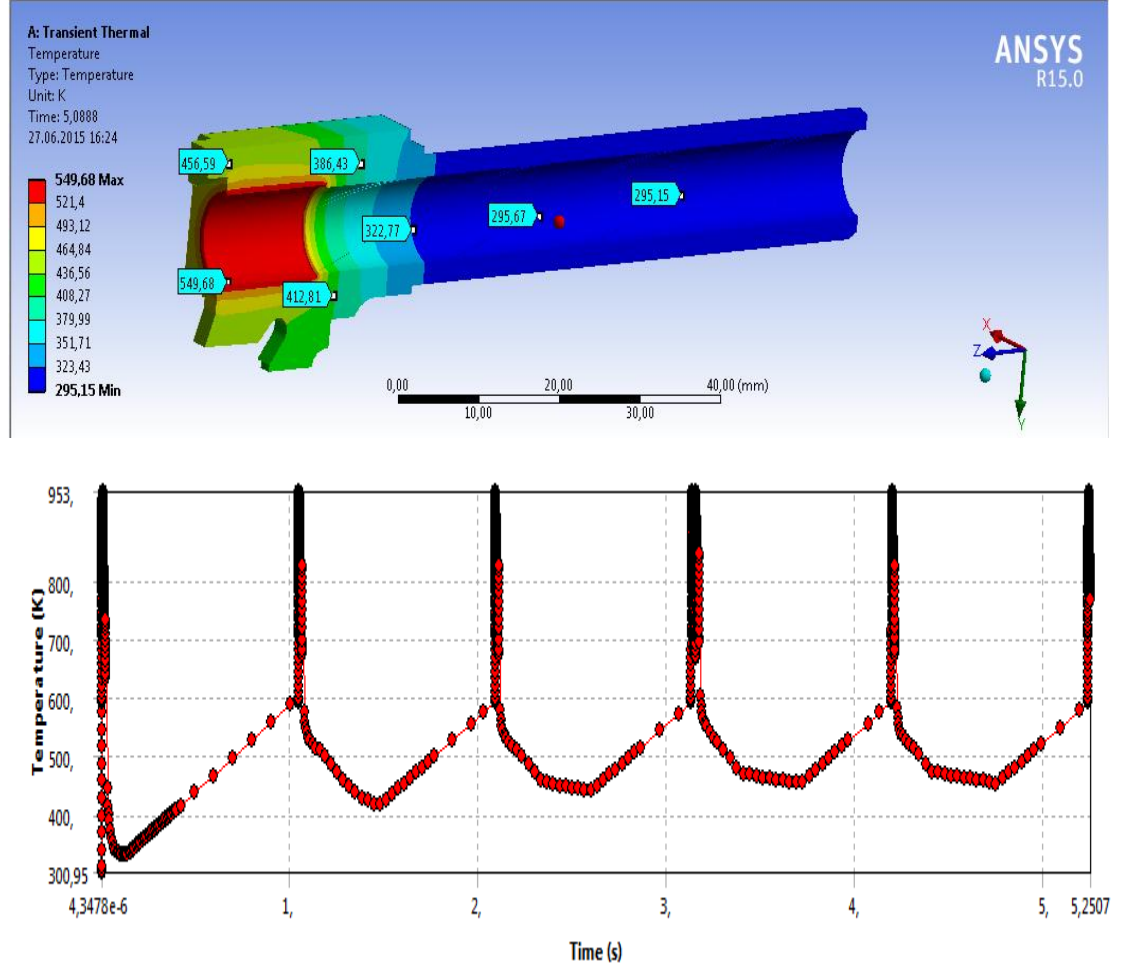 A: Transient Thermal
Temperature
Type: Temperature
Unit: K
Time: 5,0888
27.06.2015 16:24
ANSYS
R15.0
549,68 Max
521,4
493,12
464,84
436,56
408,27
379,99
351,71
323,43
295,15 Min
456,59
386,43
295,15
295,67
322,77
549,68
412,81
0,00 20,00 40,00 (mm)
10,00 30,00
X
Z
Y
953,
800,
700,
600,
500,
400,
300,95
Temperature (K)
4,3478e-6 1, 2, 3, 4, 5, 5,2507
Time (s)